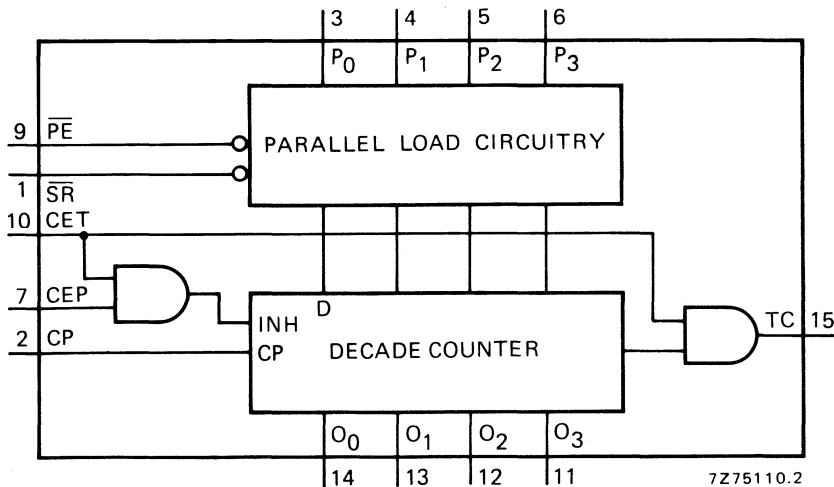 3 4 5 6
P0 P1 P2 P3
9 PE
PARALLEL LOAD CIRCUITRY
1 SR
10 CET
D
7 CEP
INH
TC 15
2 CP
CP
DECADE COUNTER
O0 O1 O2 O3
14 13 12 11
7Z75110.2